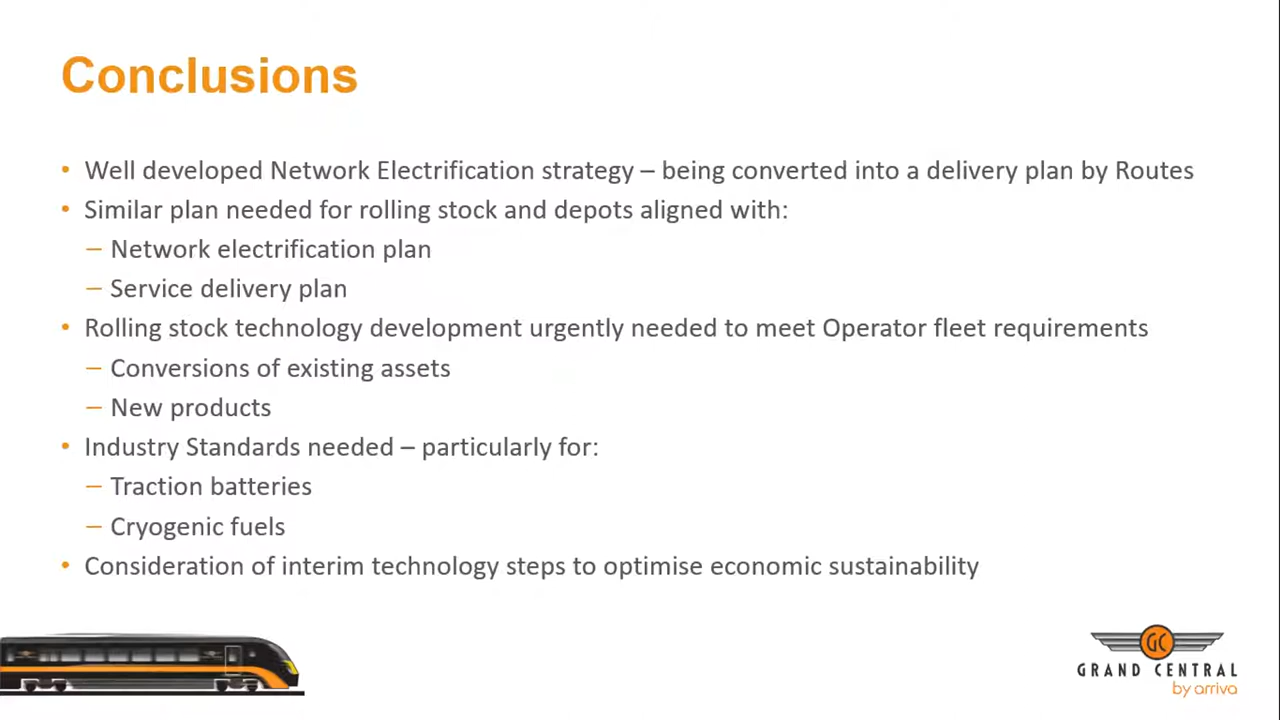 Conclusions
• Well developed Network Electrification strategy – being converted into a delivery plan by Routes
• Similar plan needed for rolling stock and depots aligned with:
– Network electrification plan
– Service delivery plan
• Rolling stock technology development urgently needed to meet Operator fleet requirements
– Conversions of existing assets
– New products
• Industry Standards needed – particularly for:
– Traction batteries
– Cryogenic fuels
• Consideration of interim technology steps to optimise economic sustainability
GC
GRAND CENTRAL
by arriva